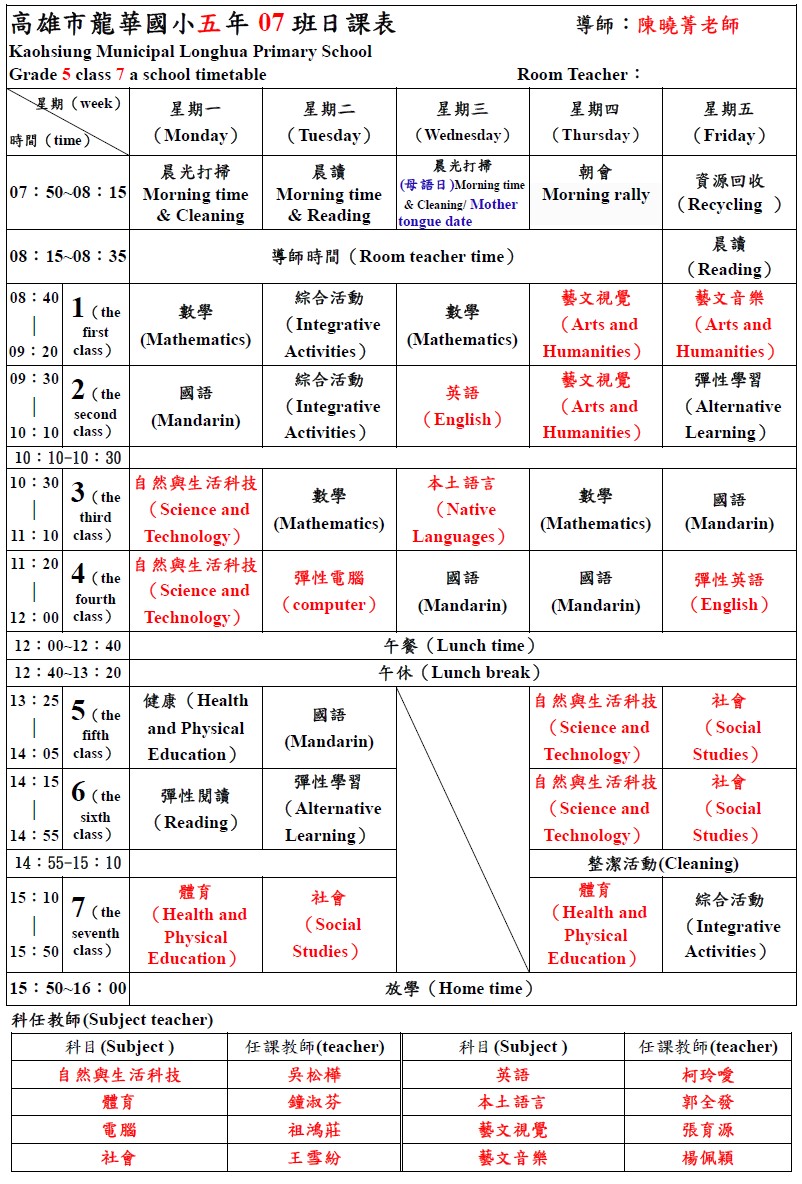 高雄市龍華國小五年 07 班日課表 導師：陳曉菁老師
Kaohsiung Municipal Longhua Primary School
Grade 5 class 7 a school timetable Room Teacher：
星期（week）
時間（time）
星期一
（Monday）
星期二
（Tuesday）
星期三
（Wednesday）
星期四
（Thursday）
星期五
（Friday）
07：50~08：15
晨光打掃
Morning time
& Cleaning
晨讀
Morning time
& Reading
晨光打掃
(母語日)Morning time
& Cleaning/ Mother
tongue date
朝會
Morning rally
資源回收
（Recycling ）
08：15~08：35
導師時間（Room teacher time）
晨讀
（Reading）
08：40
|
09：20
1（the
first
class）
數學
(Mathematics)
綜合活動
（Integrative
Activities）
數學
(Mathematics)
藝文視覺
（Arts and
Humanities）
藝文音樂
（Arts and
Humanities）
09：30
|
10：10
2（the
second
class）
國語
(Mandarin)
綜合活動
（Integrative
Activities）
英語
（English）
藝文視覺
（Arts and
Humanities）
彈性學習
（Alternative
Learning）
10：10-10：30
10：30
|
11：10
3（the
third
class）
自然與生活科技
（Science and
Technology）
數學
(Mathematics)
本土語言
（Native
Languages）
數學
(Mathematics)
國語
(Mandarin)
11：20
|
12：00
4（the
fourth
class）
自然與生活科技
（Science and
Technology）
彈性電腦
（computer）
國語
(Mandarin)
國語
(Mandarin)
彈性英語
（English）
12：00~12：40
午餐（Lunch time）
12：40~13：20
午休（Lunch break）
13：25
|
14：05
5（the
fifth
class）
健康（Health
and Physical
Education）
國語
(Mandarin)
自然與生活科技
（Science and
Technology）
社會
（Social
Studies）
14：15
|
14：55
6（the
sixth
class）
彈性閱讀
（Reading）
彈性學習
（Alternative
Learning）
自然與生活科技
（Science and
Technology）
社會
（Social
Studies）
14：55-15：10
整潔活動(Cleaning)
15：10
|
15：50
7（the
seventh
class）
體育
（Health and
Physical
Education）
社會
（Social
Studies）
體育
（Health and
Physical
Education）
綜合活動
（Integrative
Activities）
15：50~16：00
放學（Home time）
科任教師(Subject teacher)
科目(Subject ) 任課教師(teacher) 科目(Subject ) 任課教師(teacher)
自然與生活科技 吳松樺 英語 柯玲噯
體育 鐘淑芬 本土語言 郭全發
電腦 祖鴻莊 藝文視覺 張育源
社會 王雪紛 藝文音樂 楊佩穎